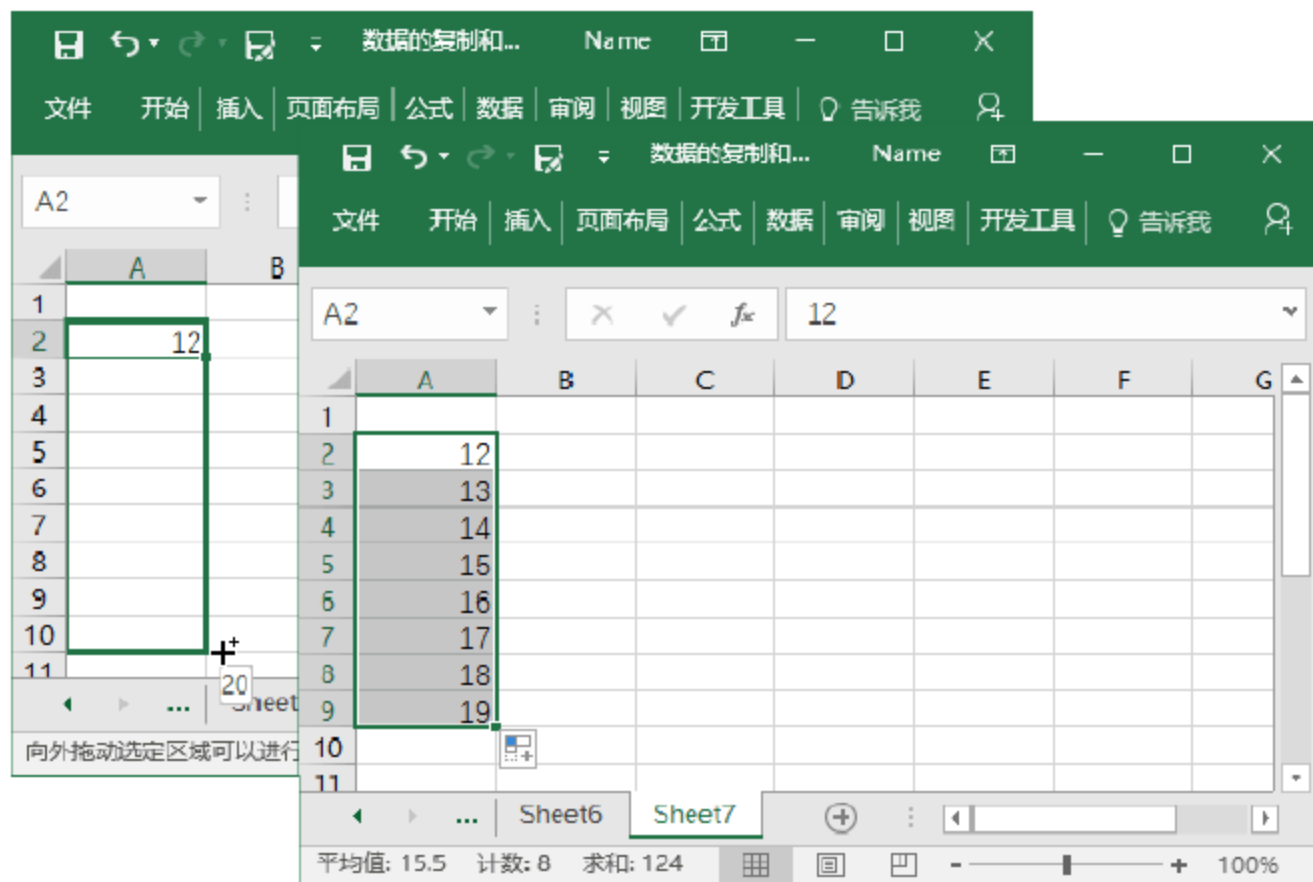 数据的复制和... Name
文件 开始 插入 页面布局 公式 数据 审阅 视图 开发工具 告诉我
A2
A B
1
2 12
3
4
5
6
7
8
9
10
11
20
...
向外拖动选定区域可以进行
数据的复制和... Name
文件 开始 插入 页面布局 公式 数据 审阅 视图 开发工具 告诉我
A2 fx 12
A B C D E F G
1
2 12
3 13
4 14
5 15
6 16
7 17
8 18
9 19
10
11
... Sheet6 Sheet7
平均值: 15.5 计数: 8 求和: 124 100%